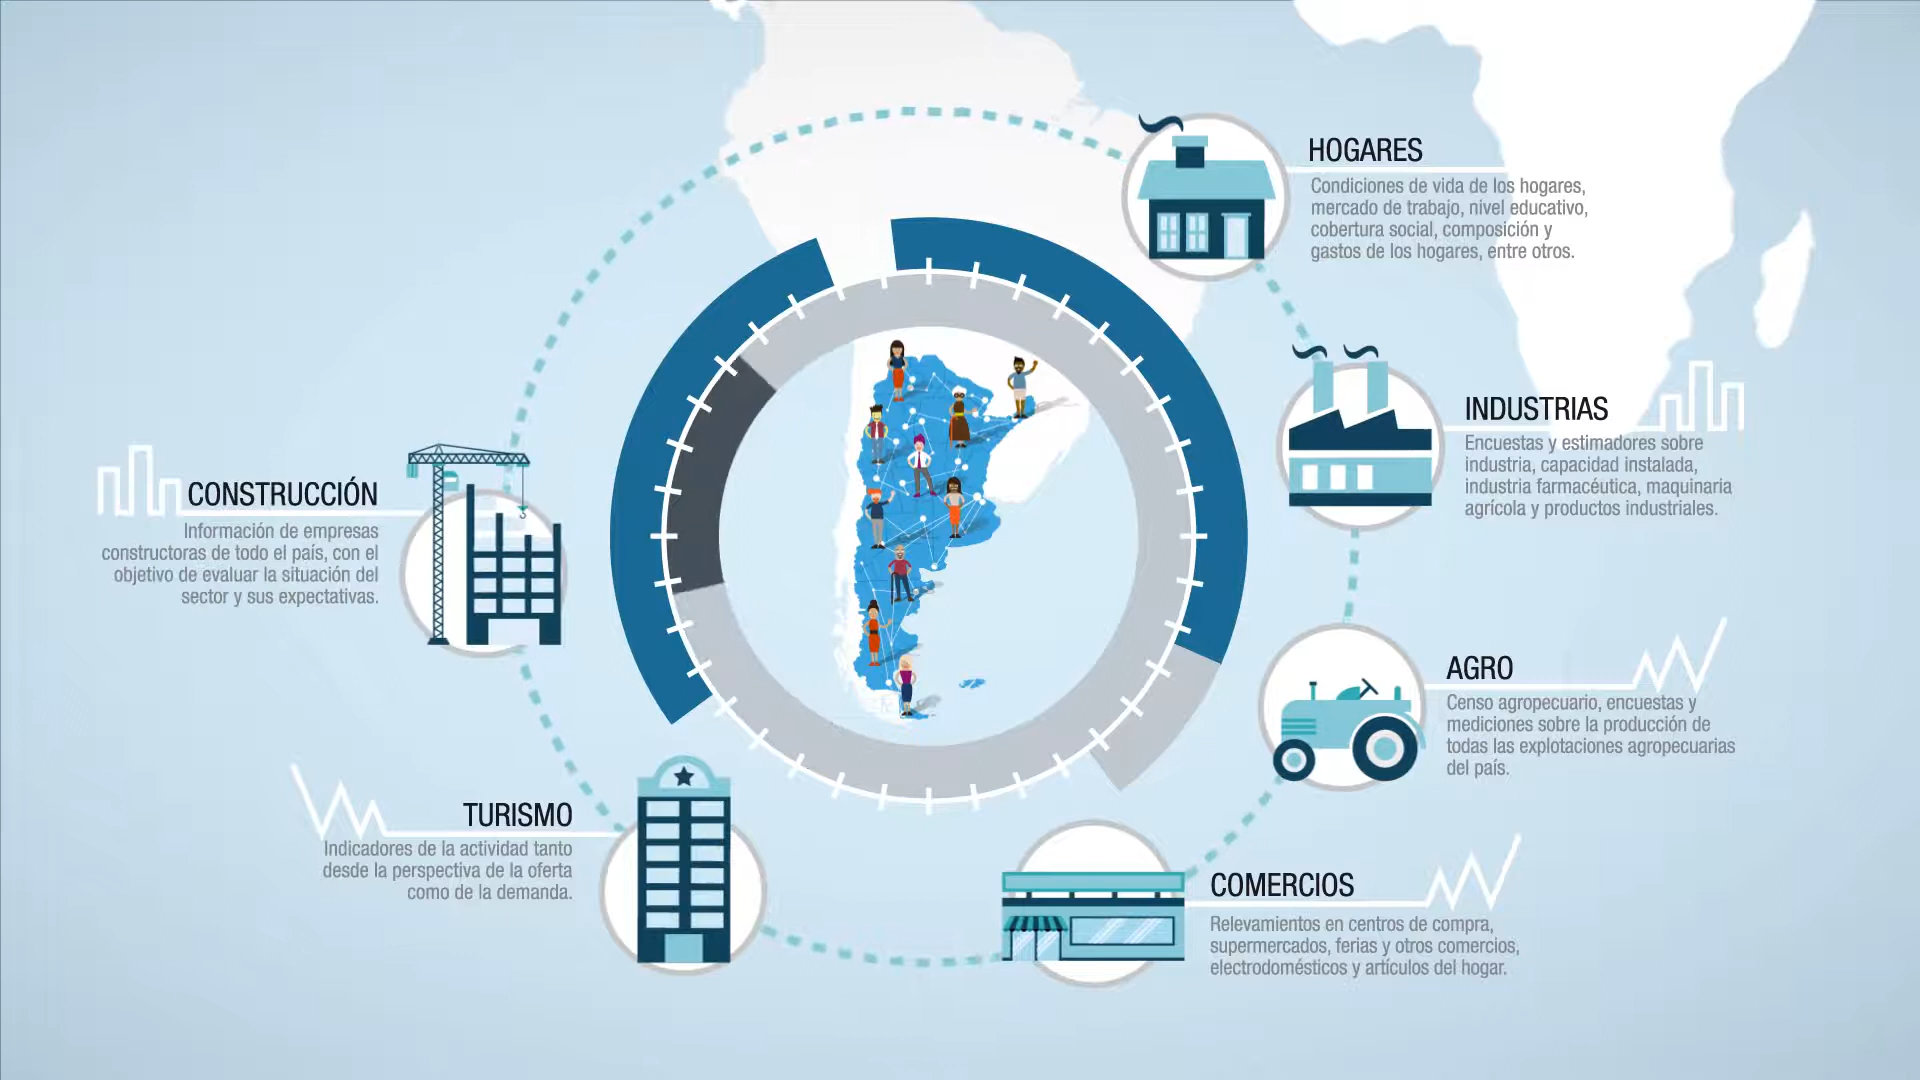 HOGARES
Condiciones de vida de los hogares,
mercado de trabajo, nivel educativo,
cobertura social, composición y
gastos de los hogares, entre otros.
INDUSTRIAS
Encuestas y estimadores sobre
industria, capacidad instalada,
industria farmacéutica, maquinaria
agrícola y productos industriales.
CONSTRUCCIÓN
Información de empresas
constructoras de todo el país, con el
objetivo de evaluar la situación del
sector y sus expectativas.
AGRO
Censo agropecuario, encuestas y
mediciones sobre la producción de
todas las explotaciones agropecuarias
del país.
TURISMO
Indicadores de la actividad tanto
desde la perspectiva de la oferta
como de la demanda.
COMERCIOS
Relevamientos en centros de compra,
supermercados, ferias y otros comercios,
electrodomésticos y artículos del hogar.